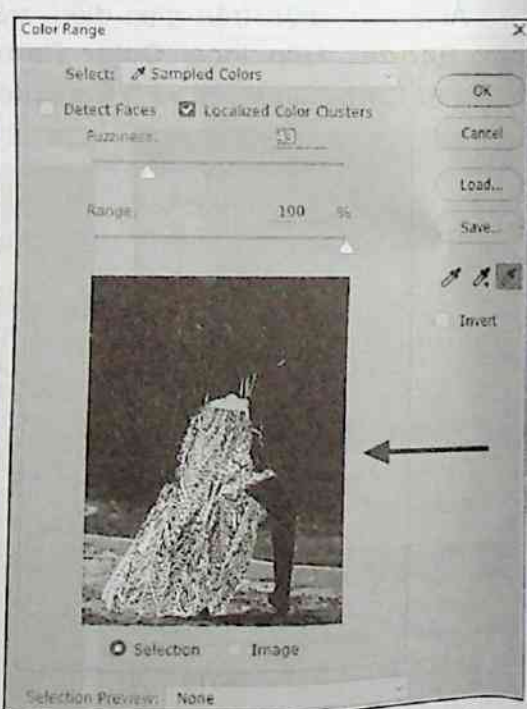 Color Range
Select: Sampled Colors
OK
Detect Faces Localized Color Clusters
Cancel
Fuzziness:
Load...
Range: 100 %
Save...
Invert
Selection Image
Selection Preview: None